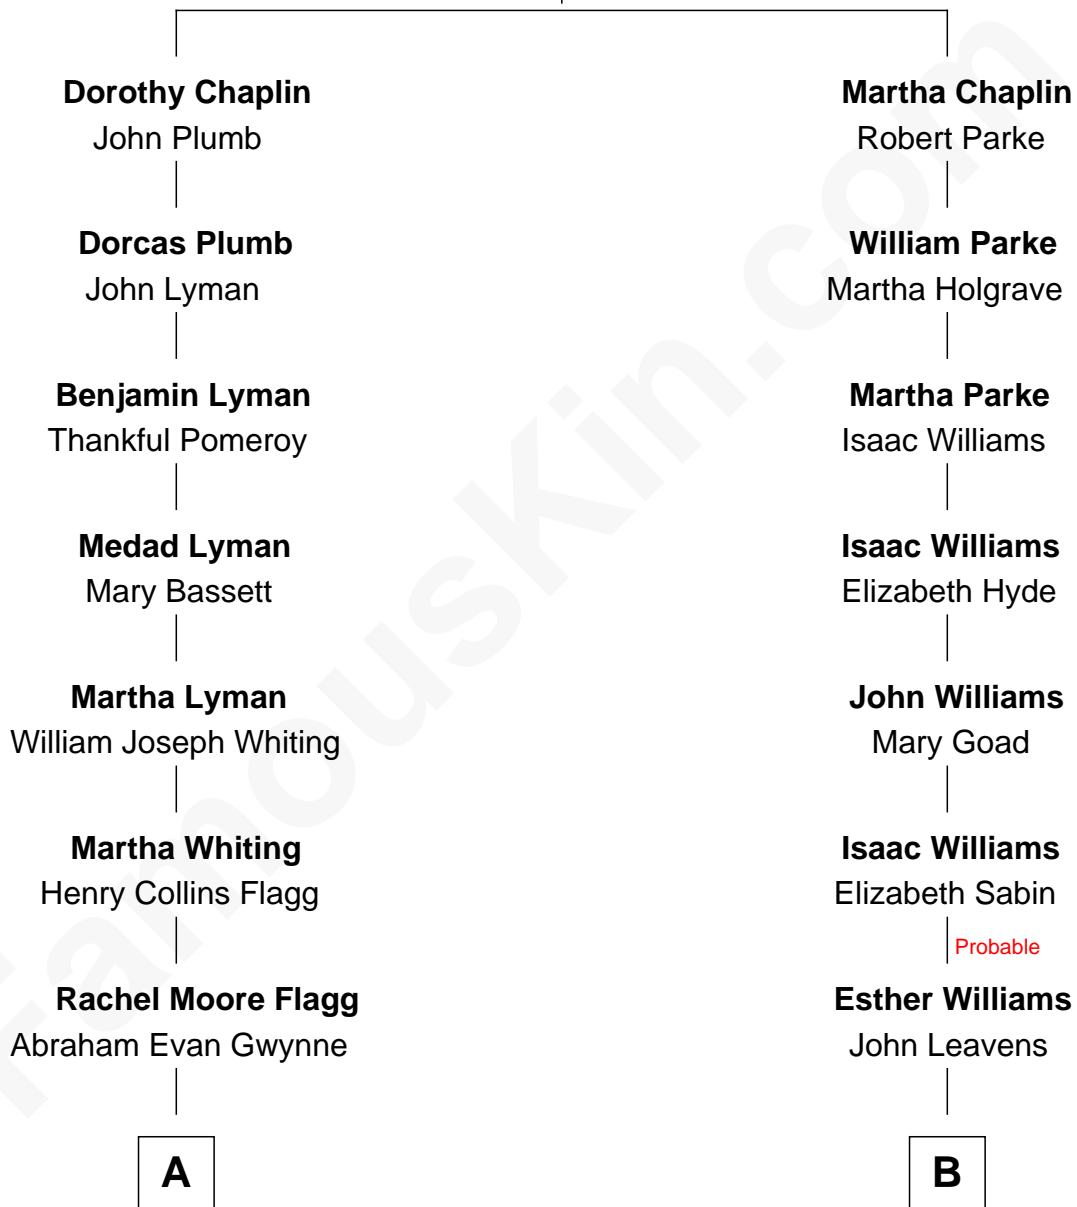 Dorothy Chaplin
John Plumb
Dorcas Plumb
John Lyman
Benjamin Lyman
Thankful Pomeroy
Medad Lyman
Mary Bassett
Martha Lyman
William Joseph Whiting
Martha Whiting
Henry Collins Flagg
Rachel Moore Flagg
Abraham Evan Gwynne
A
Martha Chaplin
Robert Parke
William Parke
Martha Holgrave
Martha Parke
Isaac Williams
Isaac Williams
Elizabeth Hyde
John Williams
Mary Goad
Isaac Williams
Elizabeth Sabin
Probable
Esther Williams
John Leavens
B
FamousKin.com